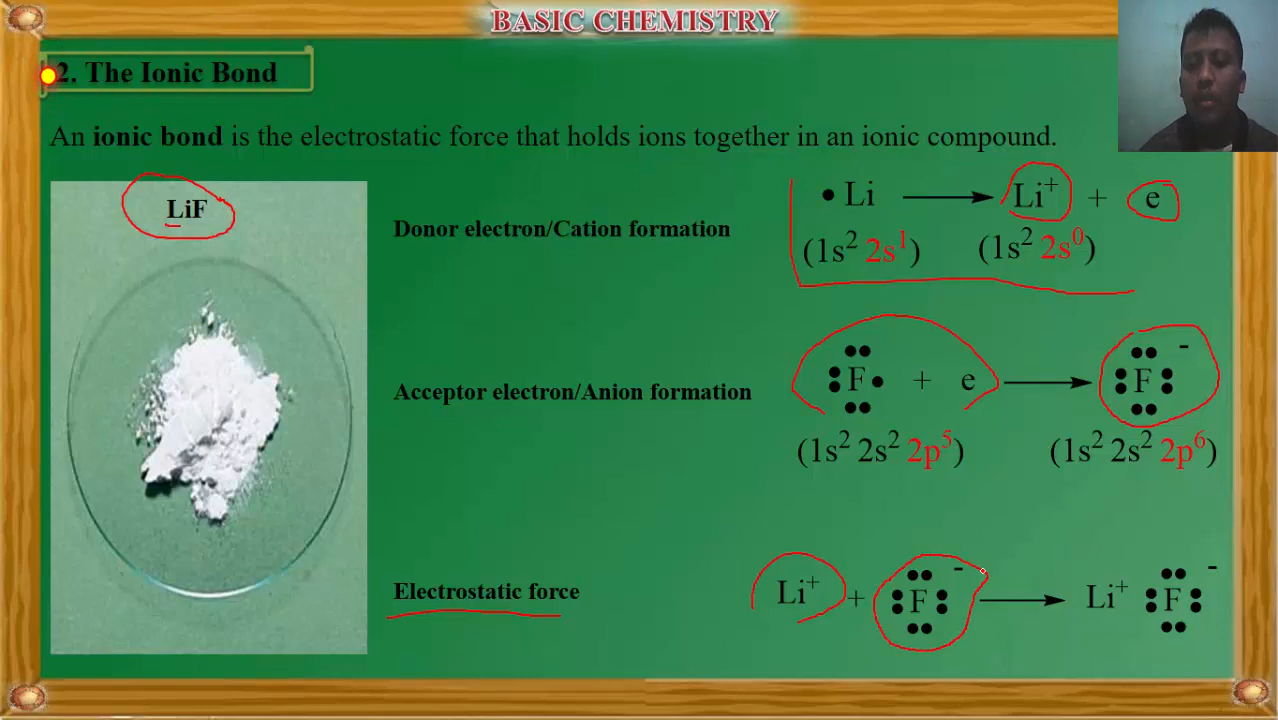 BASIC CHEMISTRY
2. The Ionic Bond
An ionic bond is the electrostatic force that holds ions together in an ionic compound.
LiF
Donor electron/Cation formation
• Li ⟶ Li⁺ + e
(1s² 2s¹) (1s² 2s⁰)
Acceptor electron/Anion formation
F + e ⟶ F -
(1s² 2s² 2p⁵) (1s² 2s² 2p⁶)
Electrostatic force
Li⁺ + F - ⟶ Li⁺ F -